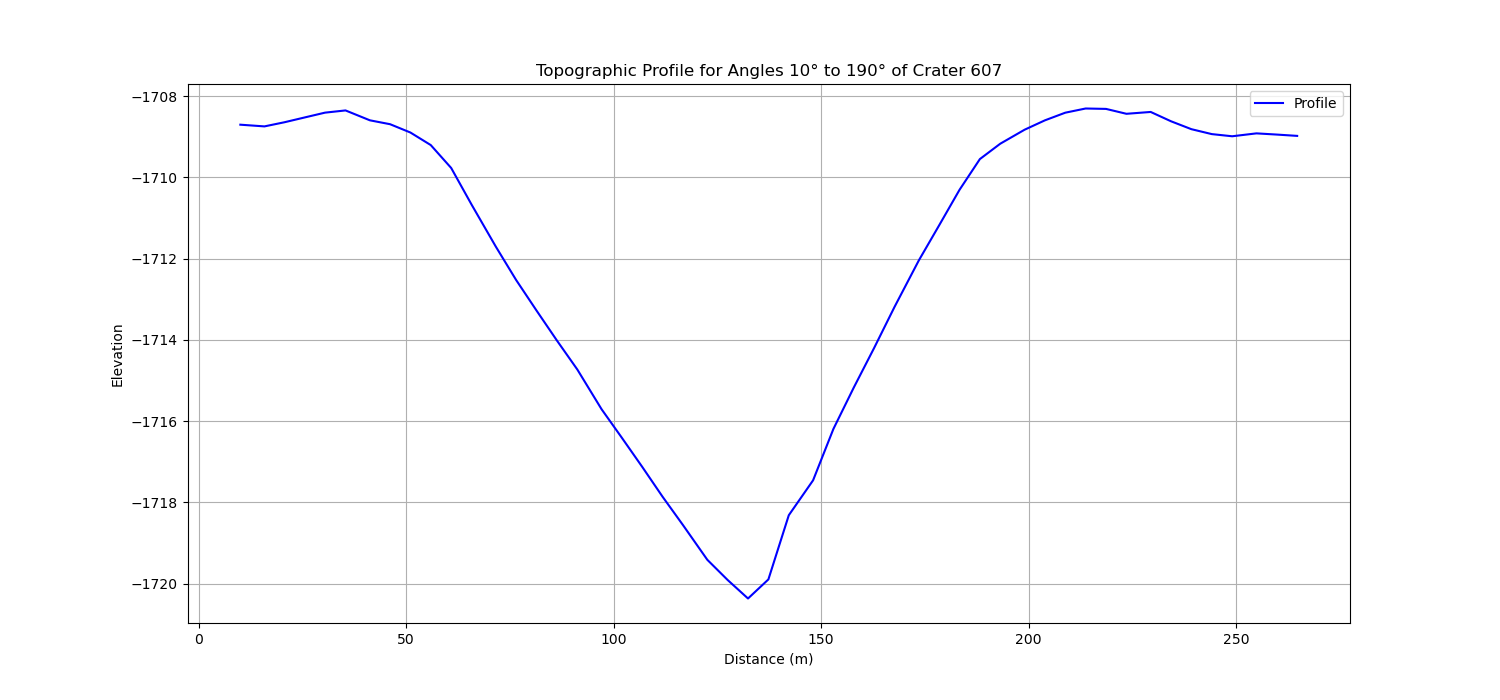 Topographic Profile for Angles 10° to 190° of Crater 607
Profile
−1708
−1710
−1712
−1714
−1716
−1718
−1720
Elevation
0 50 100 150 200 250
Distance (m)